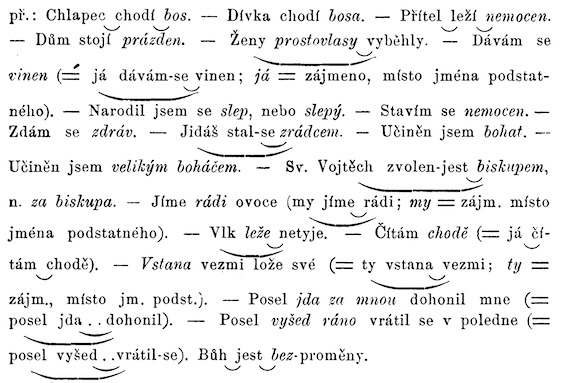 př.: Chlapec chodí bos. — Dívka chodí bosa. — Přítel leží nemocen.
— Dům stojí prázden. — Ženy prostovlasy vyběhly. — Dávám se
vinen (= já dávám-se vinen; já = zájmeno, místo jména podstat-
ného). — Narodil jsem se slep, nebo slepý. — Stavím se nemocen. —
Zdám se zdráv. — Jidáš stal-se zrádcem. — Učiněn jsem bohat. —
Učiněn jsem velikým boháčem. — Sv. Vojtěch zvolen-jest biskupem,
n. za biskupa. — Jíme rádi ovoce (my jíme rádi; my = zájm. místo
jména podstatného). — Vlk leže netyje. — Čítám chodě (= já čí-
tám chodě). — Vstana vezmi lože své (= ty vstana vezmi; ty =
zájm., místo jm. podst.). — Posel jda za mnou dohonil mne (=
posel jda . . dohonil). — Posel vyšed ráno vrátil se v poledne (=
posel vyšed . . vrátil-se). Bůh jest bez-proměny.